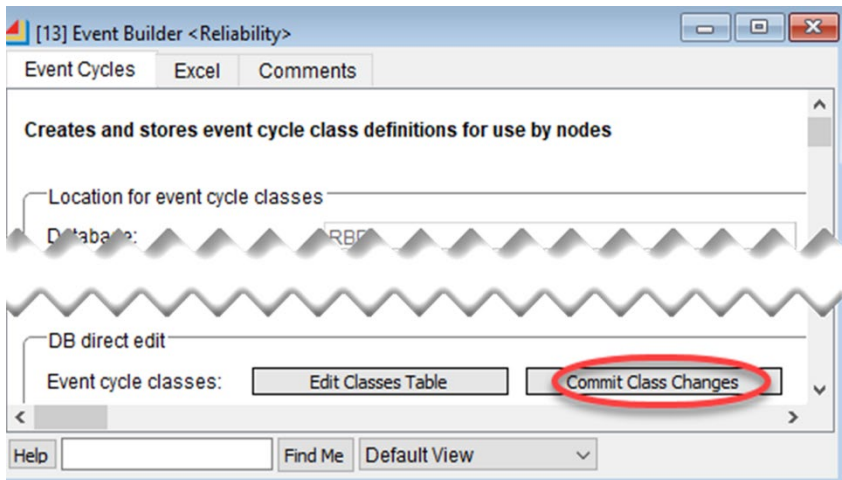 [13] Event Builder <Reliability>
Event Cycles Excel Comments
Creates and stores event cycle class definitions for use by nodes
Location for event cycle classes
Database:
DB direct edit
Event cycle classes: Edit Classes Table Commit Class Changes
Help Find Me Default View